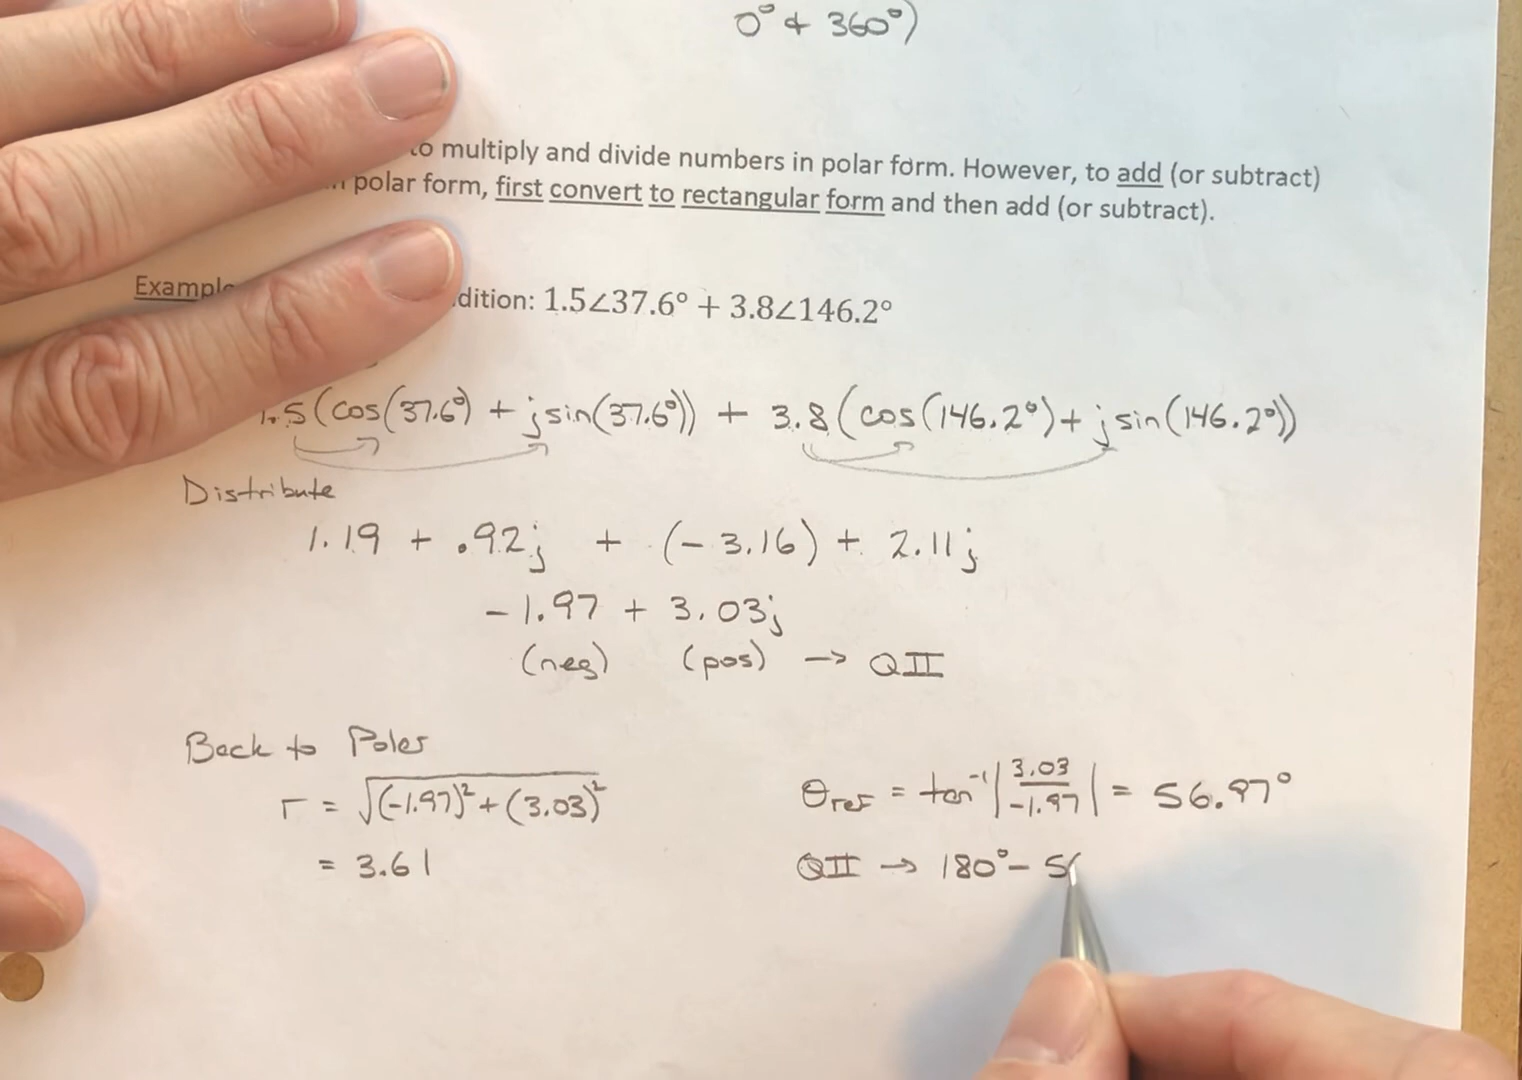 0° & 360°)
to multiply and divide numbers in polar form. However, to add (or subtract)
polar form, first convert to rectangular form and then add (or subtract).
Example dition: 1.5∠37.6° + 3.8∠146.2°
1.5(cos(37.6°) + jsin(37.6°)) + 3.8(cos(146.2°) + jsin(146.2°))
Distribute
1.19 + .92j + (-3.16) + 2.11j
-1.97 + 3.03j
(neg) (pos) → QII
Back to Polar
r = √(-1.97)² + (3.03)²
θref = tan⁻¹|3.03/-1.97| = 56.97°
= 3.61
QII → 180° - 56